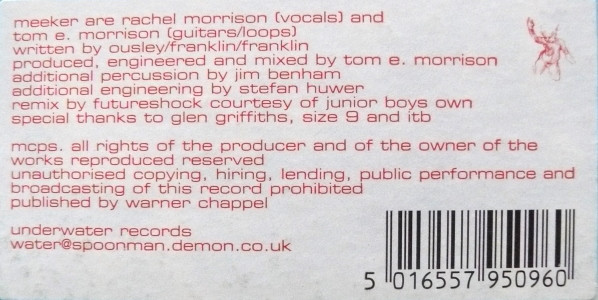 meeker are rachel morrison (vocals) and
tom e. morrison (guitars/loops)
written by ousley/franklin/franklin
produced, engineered and mixed by tom e. morrison
additional percussion by jim benham
additional engineering by stefan huwer
remix by futureshock courtesy of junior boys own
special thanks to glen griffiths, size 9 and itb
mcps. all rights of the producer and of the owner of the
works reproduced reserved
unauthorised copying, hiring, lending, public performance and
broadcasting of this record prohibited
published by warner chappel
underwater records
water@spoonman.demon.co.uk
5 016557 950960